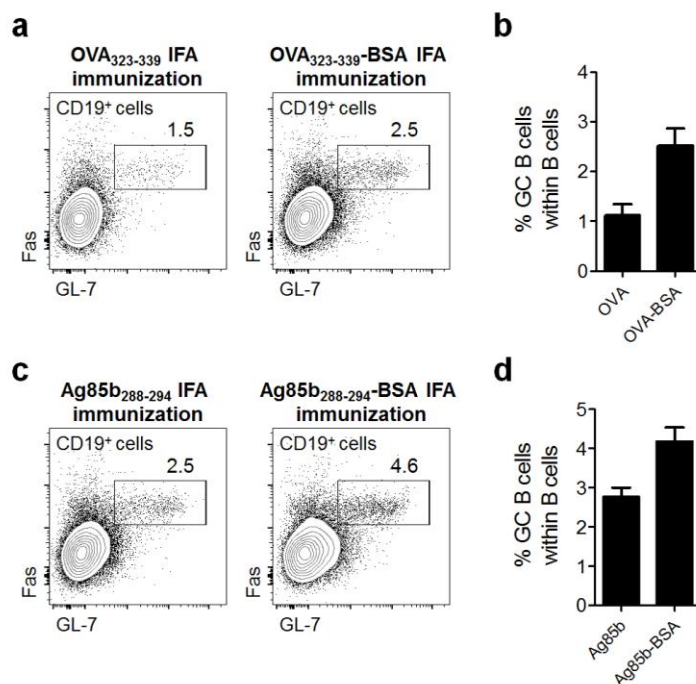 a
OVA₃₂₃₋₃₃₉ IFA
immunization
CD19⁺ cells
1.5
Fas
GL-7
OVA₃₂₃₋₃₃₉-BSA IFA
immunization
CD19⁺ cells
2.5
GL-7
b
% GC B cells
within B cells
4
3
2
1
0
OVA
OVA-BSA
c
Ag85b₂₈₈₋₂₉₄ IFA
immunization
CD19⁺ cells
2.5
Fas
GL-7
Ag85b₂₈₈₋₂₉₄-BSA IFA
immunization
CD19⁺ cells
4.6
Fas
GL-7
d
% GC B cells
within B cells
5
4
3
2
1
0
Ag85b
Ag85b-BSA